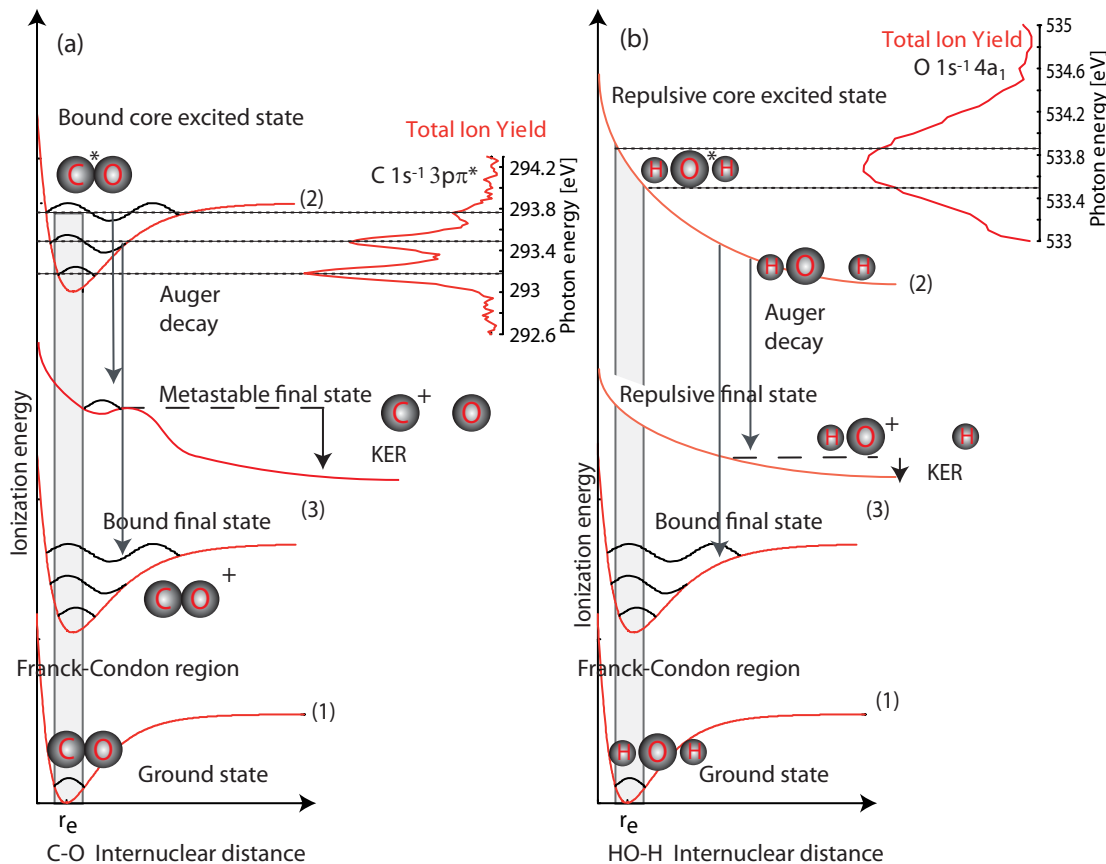 (a)
Bound core excited state
*
C O
Total Ion Yield
C 1s⁻¹ 3pπ*
294.2
293.8
293.4
293
292.6
Photon energy [eV]
(2)
Auger
decay
Metastable final state
C + O
KER
(3)
Bound final state
C O +
Ionization energy
Franck-Condon region
(1)
C O
Ground state
rₑ
C-O Internuclear distance
(b)
Total Ion Yield
O 1s⁻¹ 4a₁
535
534.6
534.2
533.8
533.4
533
Photon energy [eV]
Repulsive core excited state
H O * H
H O H
(2)
Auger
decay
Repulsive final state
H O + H
KER
(3)
Bound final state
Ionization energy
Franck-Condon region
(1)
H O H
Ground state
rₑ
HO-H Internuclear distance